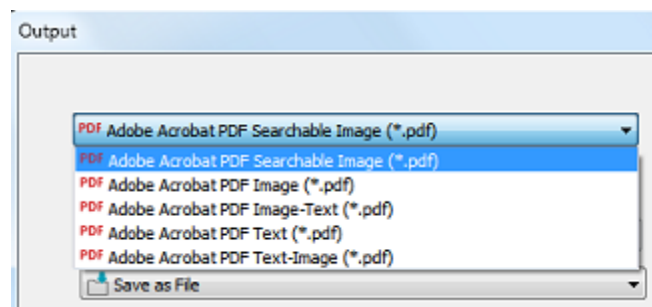 Output
PDF Adobe Acrobat PDF Searchable Image (*.pdf)
PDF Adobe Acrobat PDF Searchable Image (*.pdf)
PDF Adobe Acrobat PDF Image (*.pdf)
PDF Adobe Acrobat PDF Image-Text (*.pdf)
PDF Adobe Acrobat PDF Text (*.pdf)
PDF Adobe Acrobat PDF Text-Image (*.pdf)
Save as File